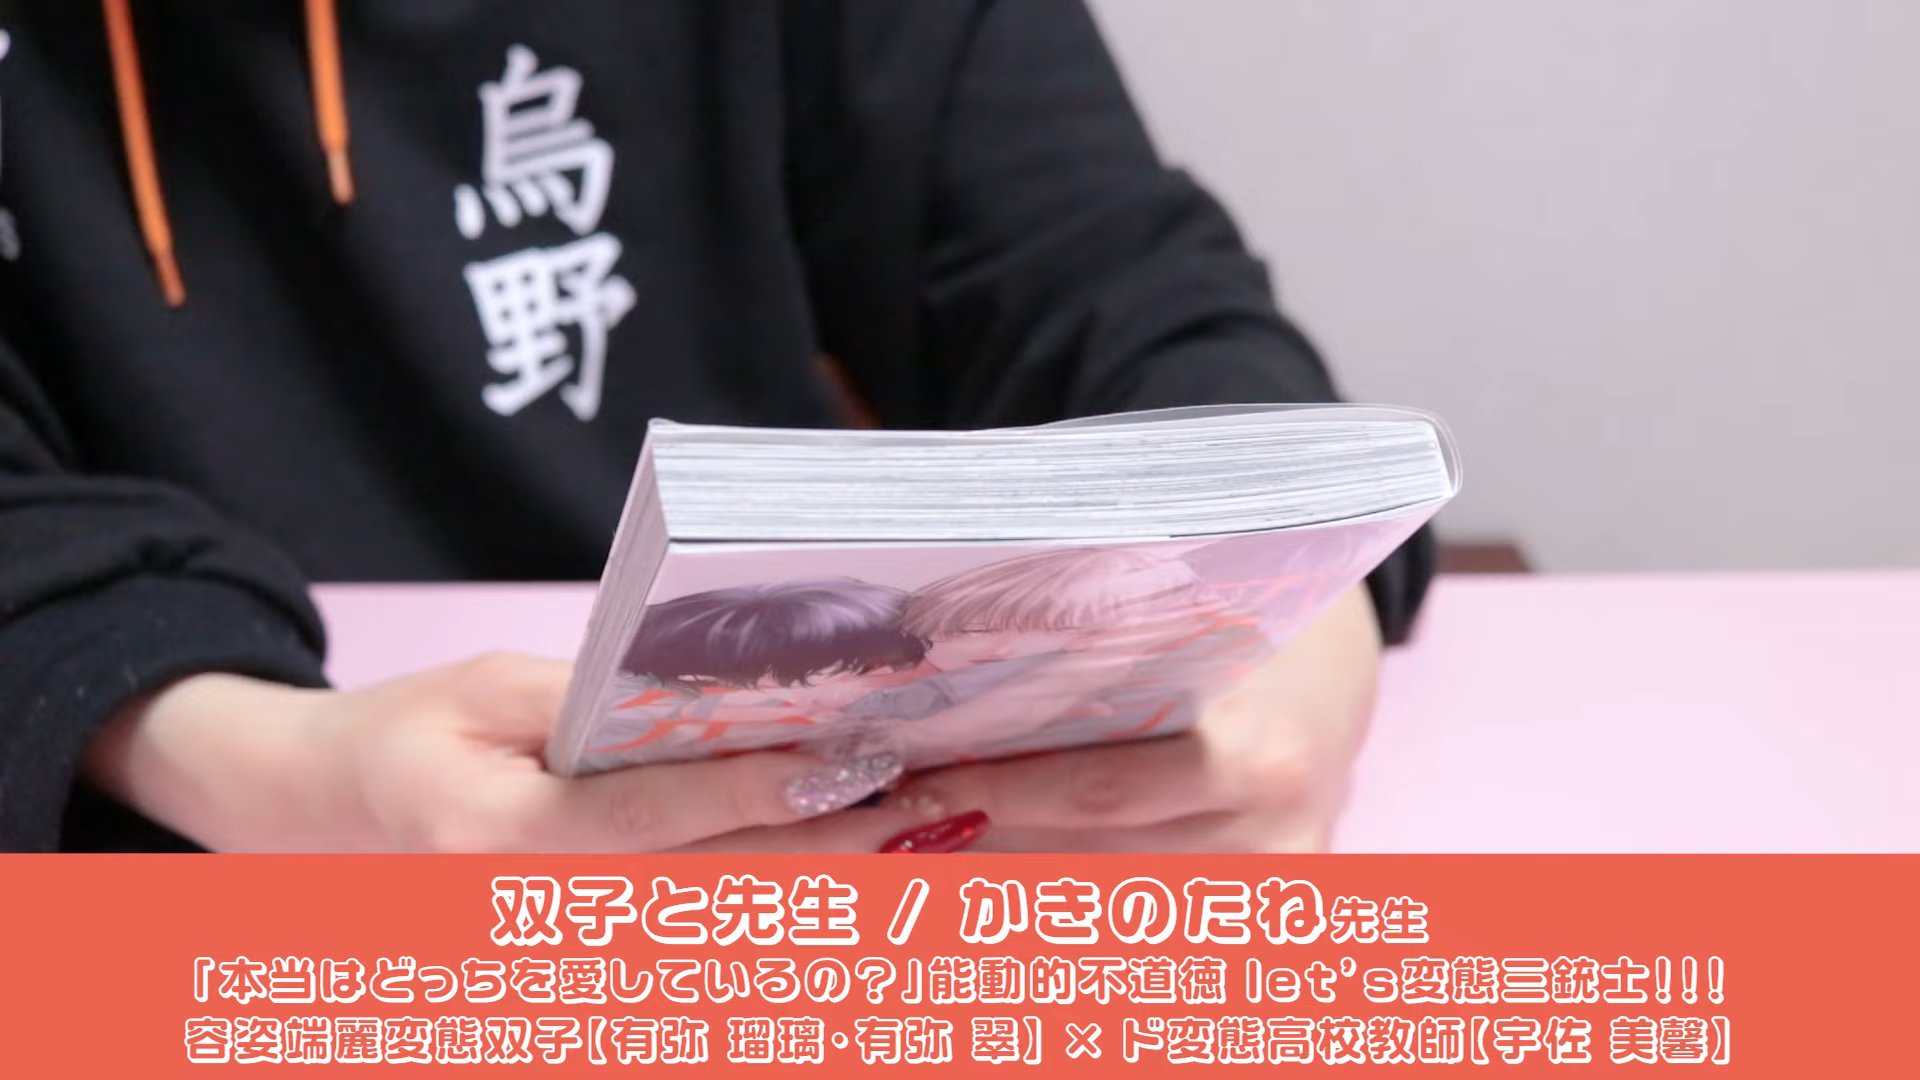 烏野
双子と先生 / かきのたね先生
「本当はどっちを愛しているの？」能動的不道徳 let's変態三銃士!!!
容姿端麗変態双子【有弥 瑠璃・有弥 翠】×ド変態高校教師【宇佐 美馨】